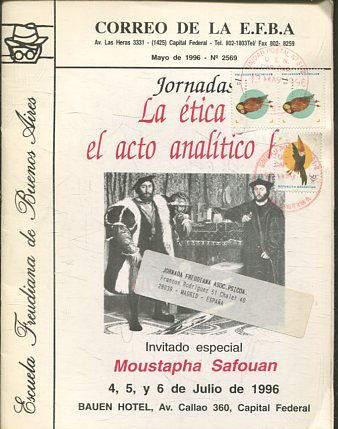 CORREO DE LA E.F.B.A
Av. Las Heras 3331 - (1425) Capital Federal - Tel. 802-1803Tel/ Fax 802- 8259
Mayo de 1996 - Nº 2569
Jornadas
La ética
el acto analítico
JORNADA FREUDIANA ASOC.PSICOA.
Francos Rodríguez 51 Chalet 40
28039 - MADRID - ESPAÑA
Invitado especial
Moustapha Safouan
4, 5, y 6 de Julio de 1996
BAUEN HOTEL, Av. Callao 360, Capital Federal
Escuela Freudiana de Buenos Aires